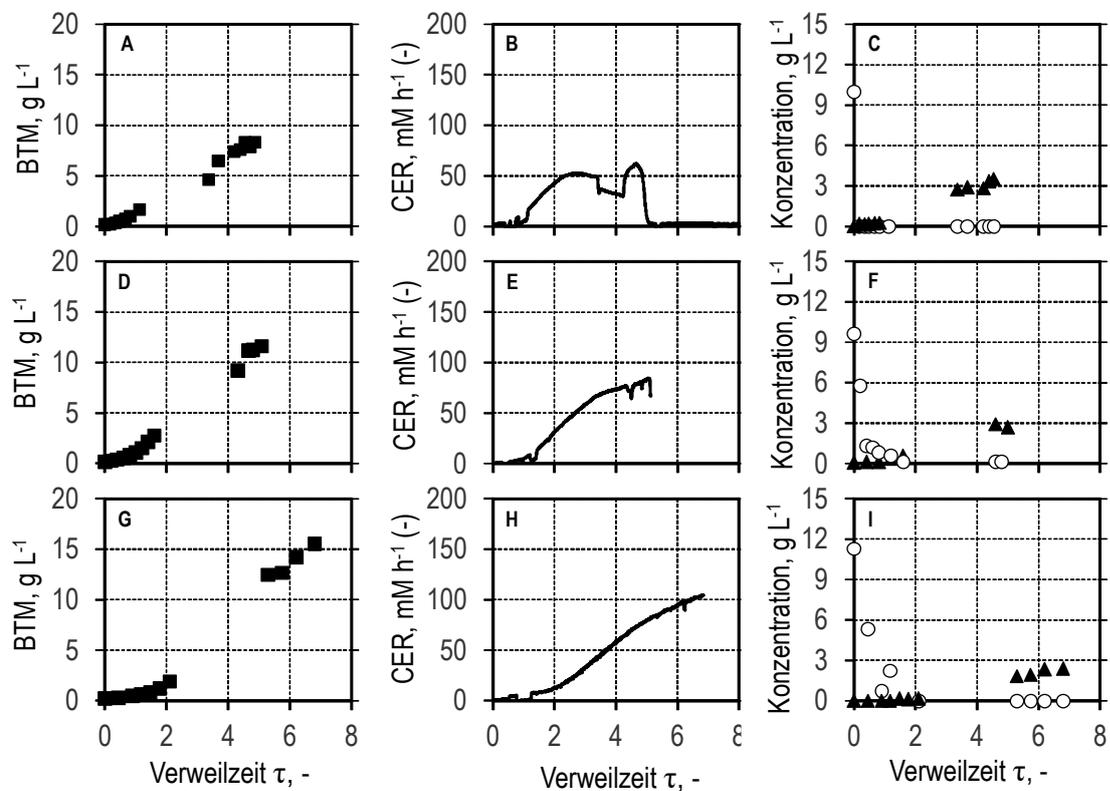 A
BTM, g L⁻¹
20
15
10
5
0
B
CER, mM h⁻¹ (-)
200
150
100
50
0
C
Konzentration, g L⁻¹
15
12
9
6
3
0
D
BTM, g L⁻¹
20
15
10
5
0
E
CER, mM h⁻¹ (-)
200
150
100
50
0
F
Konzentration, g L⁻¹
15
12
9
6
3
0
G
BTM, g L⁻¹
20
15
10
5
0
0 2 4 6 8
Verweilzeit τ, -
H
CER, mM h⁻¹ (-)
200
150
100
50
0
0 2 4 6 8
Verweilzeit τ, -
I
Konzentration, g L⁻¹
15
12
9
6
3
0
0 2 4 6 8
Verweilzeit τ, -